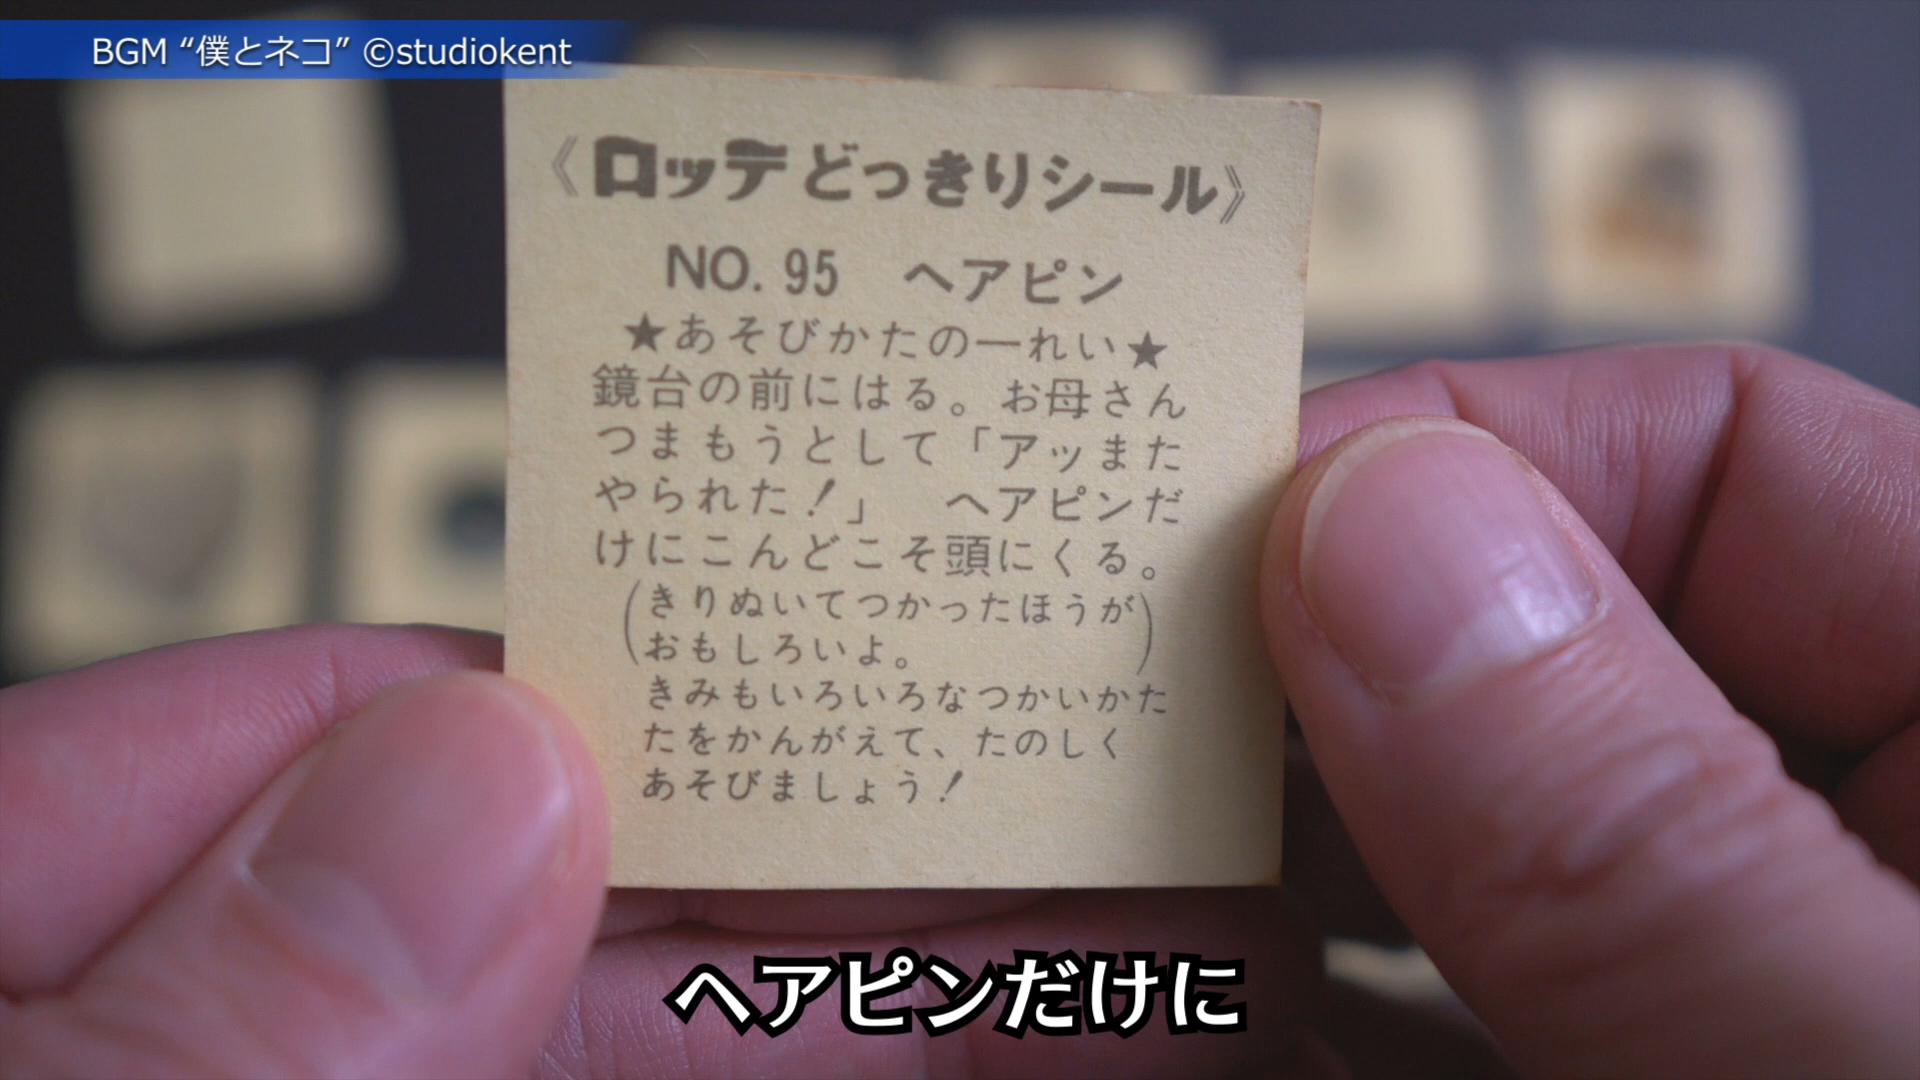 BGM “僕とネコ” ©studiokent
《ロッテどっきりシール》
NO. 95　ヘアピン
★あそびかたの一れい★
鏡台の前にはる。お母さん
つまもうとして「アッまた
やられた！」　ヘアピンだ
けにこんどこそ頭にくる。
(きりぬいてつかったほうが
おもしろいよ。)
きみもいろいろなつかいかた
たをかんがえて、たのしく
あそびましょう！
ヘアピンだけに